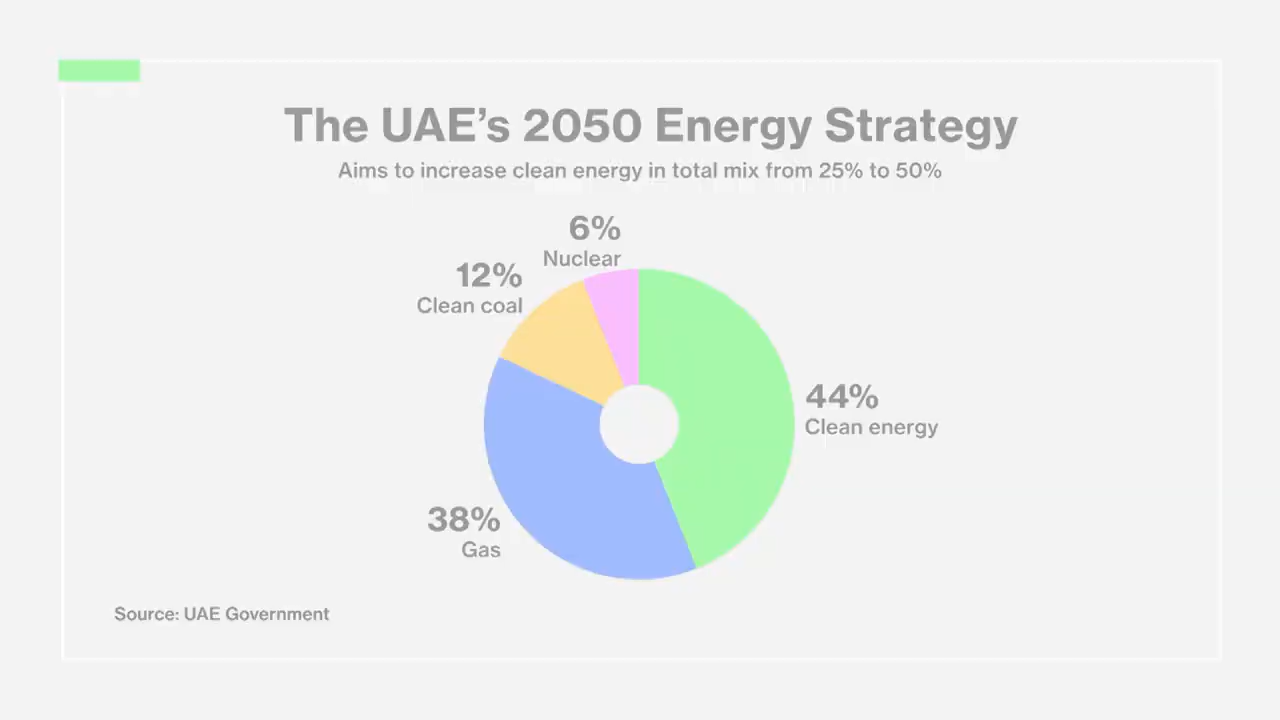 The UAE’s 2050 Energy Strategy
Aims to increase clean energy in total mix from 25% to 50%
6%
Nuclear
12%
Clean coal
44%
Clean energy
38%
Gas
Source: UAE Government